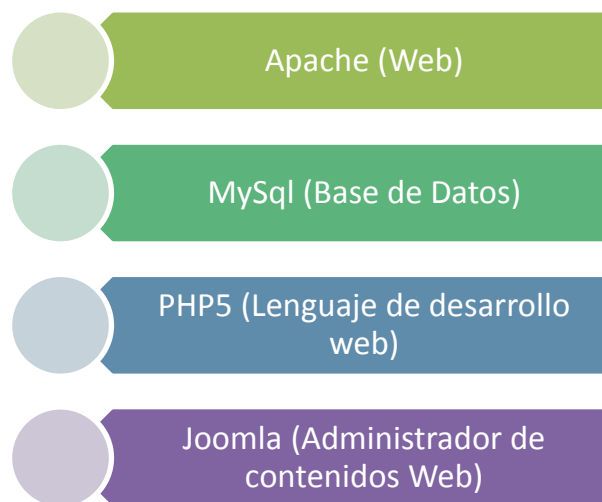 Apache (Web)
MySql (Base de Datos)
PHP5 (Lenguaje de desarrollo
web)
Joomla (Administrador de
contenidos Web)